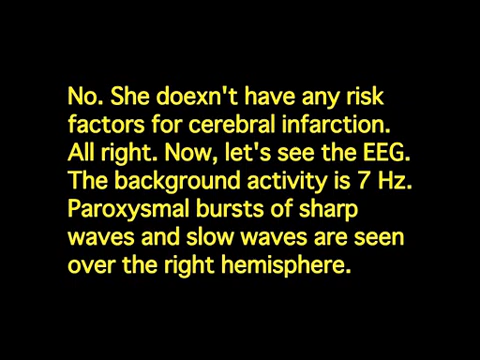 No. She doexn't have any risk
factors for cerebral infarction.
All right. Now, let's see the EEG.
The background activity is 7 Hz.
Paroxysmal bursts of sharp
waves and slow waves are seen
over the right hemisphere.